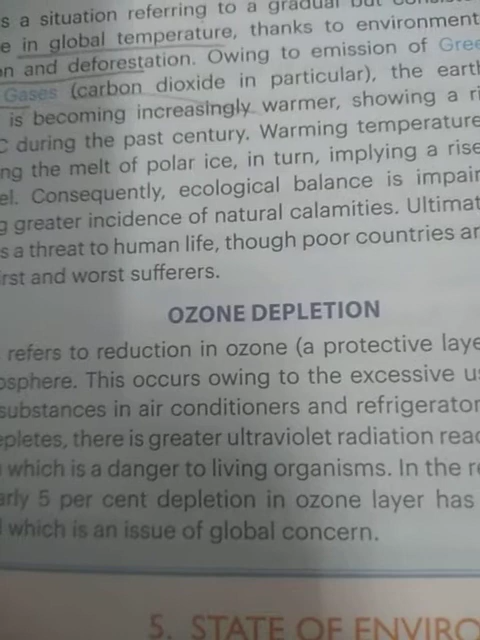 s a situation referring to a gradual but
e in global temperature, thanks to environment
on and deforestation. Owing to emission of Gree
Gases (carbon dioxide in particular), the eart
is becoming increasingly warmer, showing a ri
C during the past century. Warming temperature
ng the melt of polar ice, in turn, implying a rise
el. Consequently, ecological balance is impair
g greater incidence of natural calamities. Ultimat
s a threat to human life, though poor countries ar
irst and worst sufferers.
OZONE DEPLETION
refers to reduction in ozone (a protective laye
osphere. This occurs owing to the excessive u
substances in air conditioners and refrigerator
epletes, there is greater ultraviolet radiation reac
which is a danger to living organisms. In the re
arly 5 per cent depletion in ozone layer has
which is an issue of global concern.
5. STATE OF ENVIRO